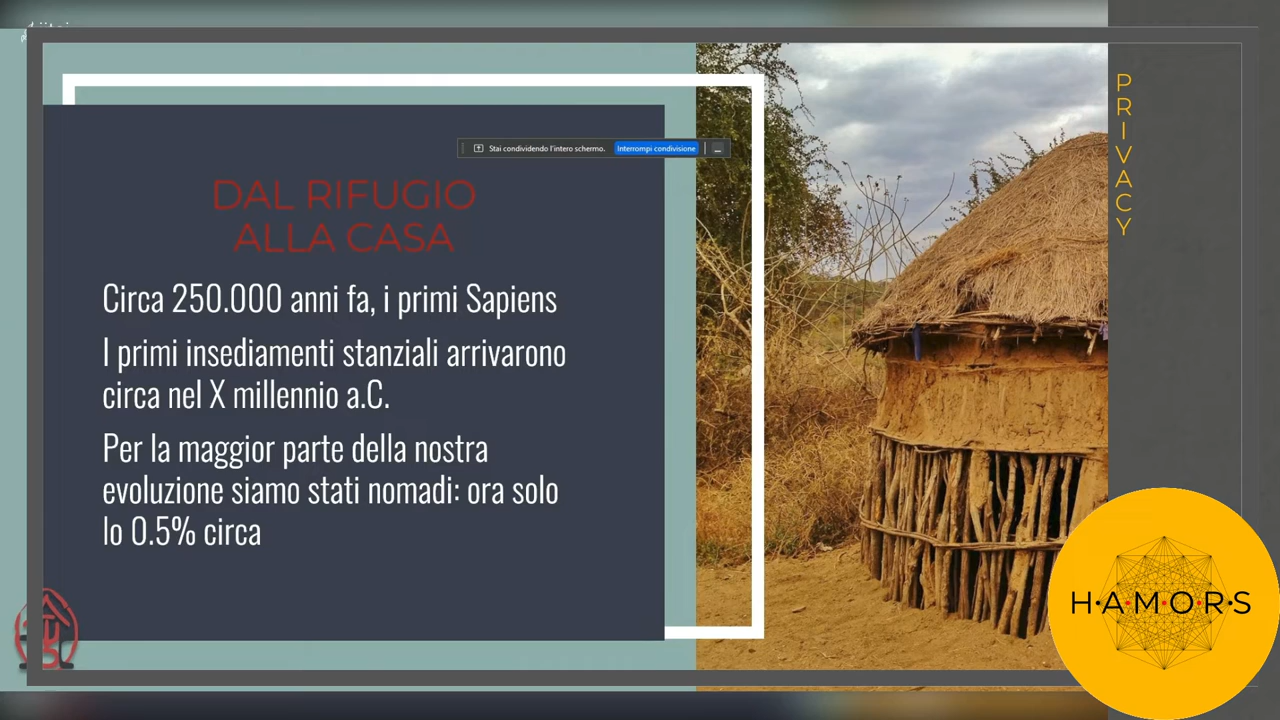 Stai condividendo l'intero schermo. Interrompi condivisione
DAL RIFUGIO
ALLA CASA
Circa 250.000 anni fa, i primi Sapiens
I primi insediamenti stanziali arrivarono
circa nel X millennio a.C.
Per la maggior parte della nostra
evoluzione siamo stati nomadi: ora solo
lo 0.5% circa
PRIVACY
H·A·M·O·R·S